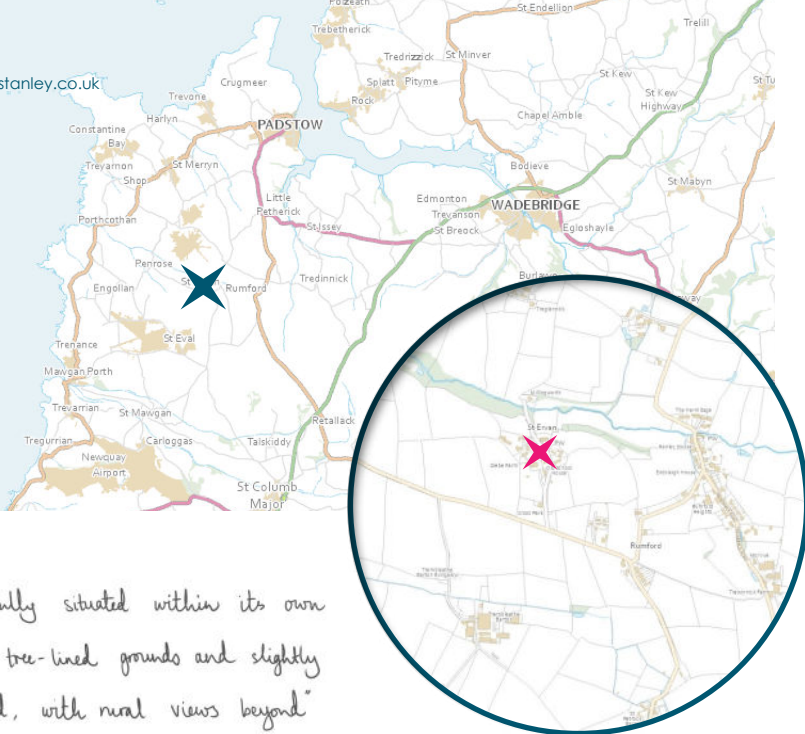 Polzeath
St Endellion
Trebetherick
Trelill
stanley.co.uk
Tredrizzick
St Minver
Crugmeer
Splatt
Pityme
St Kew
Trevone
Rock
St Kew
Highway
Harlyn
Chapel Amble
PADSTOW
Constantine
Bay
St Merryn
Bodieve
Treyarnon
Shop
St Mabyn
Little
Petherick
Edmonton
WADEBRIDGE
Trevanson
Porthcothan
St Issey
St Breock
Egloshayle
Penrose
Tredinnick
Engollan
Rumford
St Eval
Trenance
Mawgan Porth
Trevarrian
St Mawgan
Retallack
Tregurrian
Carloggas
Talskiddy
Newquay
Airport
St Columb
Major
St Ervan
Rumford
situated within its own
tree-lined grounds and slightly
with rural views beyond"